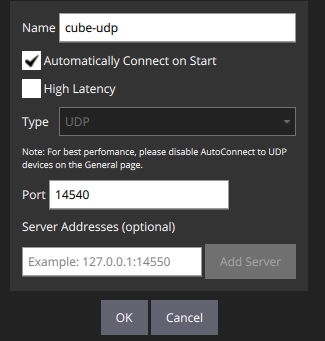 Name cube-udp
Automatically Connect on Start
High Latency
Type UDP
Note: For best perfomance, please disable AutoConnect to UDP
devices on the General page.
Port 14540
Server Addresses (optional)
Example: 127.0.0.1:14550 Add Server
OK Cancel